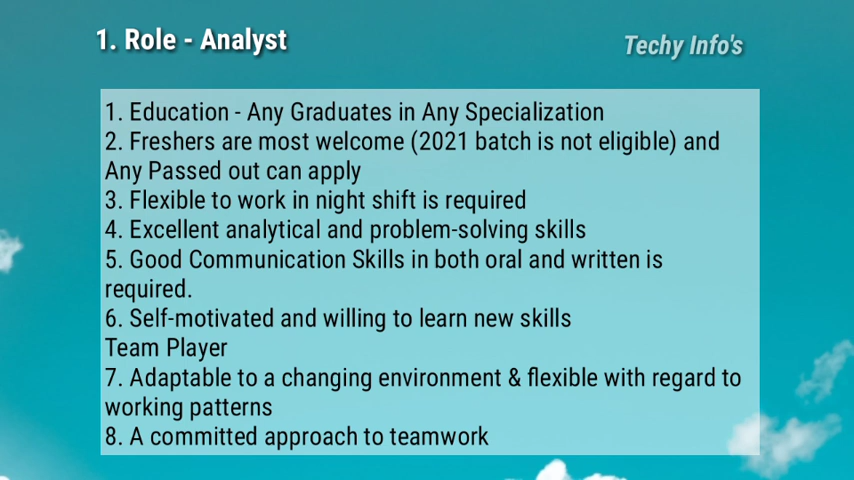 1. Role - Analyst
Techy Info's
1. Education - Any Graduates in Any Specialization
2. Freshers are most welcome (2021 batch is not eligible) and
Any Passed out can apply
3. Flexible to work in night shift is required
4. Excellent analytical and problem-solving skills
5. Good Communication Skills in both oral and written is
required.
6. Self-motivated and willing to learn new skills
Team Player
7. Adaptable to a changing environment & flexible with regard to
working patterns
8. A committed approach to teamwork